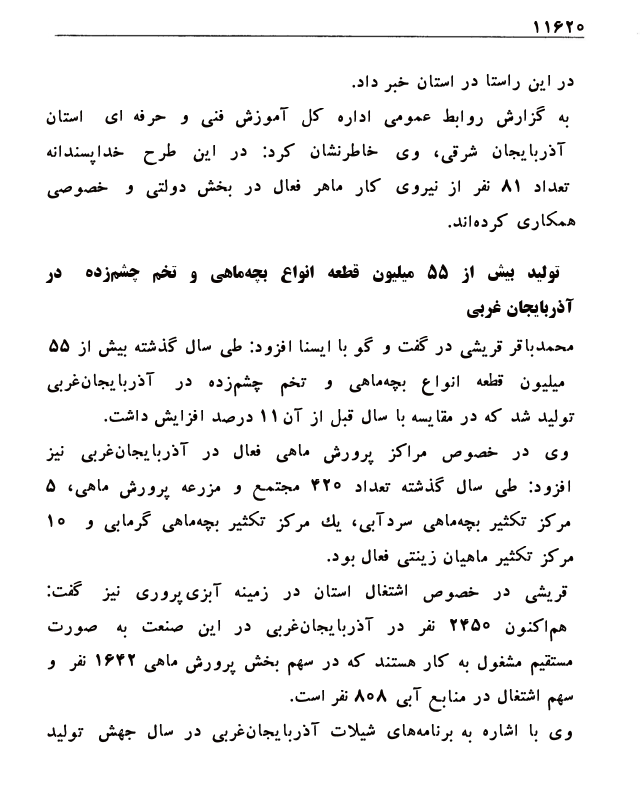 ۱۱۶۲۰
در این راستا در استان خبر داد.
به گزارش روابط عمومی اداره کل آموزش فنی و حرفه ای استان
آذربایجان شرقی، وی خاطرنشان کرد: در این طرح خداپسندانه
تعداد ۸۱ نفر از نیروی کار ماهر فعال در بخش دولتی و خصوصی
همکاری کرده‌اند.
تولید بیش از ۵۵ میلیون قطعه انواع بچه‌ماهی و تخم چشم‌زده در
آذربایجان غربی
محمدباقر قریشی در گفت و گو با ایسنا افزود: طی سال گذشته بیش از ۵۵
میلیون قطعه انواع بچه‌ماهی و تخم چشم‌زده در آذربایجان‌غربی
تولید شد که در مقایسه با سال قبل از آن ۱۱ درصد افزایش داشت.
وی در خصوص مراکز پرورش ماهی فعال در آذربایجان‌غربی نیز
افزود: طی سال گذشته تعداد ۴۲۰ مجتمع و مزرعه پرورش ماهی، ۵
مرکز تکثیر بچه‌ماهی سردآبی، یك مرکز تکثیر بچه‌ماهی گرمابی و ۱۰
مرکز تکثیر ماهیان زینتی فعال بود.
قریشی در خصوص اشتغال استان در زمینه آبزی‌پروری نیز گفت:
هم‌اکنون ۲۴۵۰ نفر در آذربایجان‌غربی در این صنعت به صورت
مستقیم مشغول به کار هستند که در سهم بخش پرورش ماهی ۱۶۴۲ نفر و
سهم اشتغال در منابع آبی ۸۰۸ نفر است.
وی با اشاره به برنامه‌های شیلات آذربایجان‌غربی در سال جهش تولید